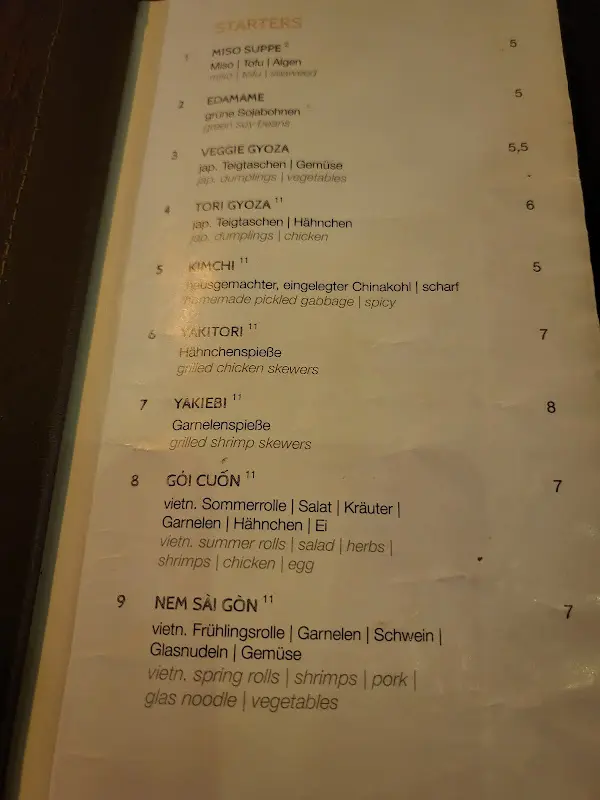 STARTERS
1 MISO SUPPE 5
Miso | Tofu | Algen
miso | tofu | seaweed
2 EDAMAME 5
grüne Sojabohnen
green soy beans
3 VEGGIE GYOZA 5,5
jap. Teigtaschen | Gemüse
jap. dumplings | vegetables
4 TORI GYOZA 11 6
jap. Teigtaschen | Hähnchen
jap. dumplings | chicken
5 KIMCHI 11 5
hausgemachter, eingelegter Chinakohl | scharf
homemade pickled gabbage | spicy
6 YAKITORI 11 7
Hähnchenspieße
grilled chicken skewers
7 YAKIEBI 11 8
Garnelenspieße
grilled shrimp skewers
8 GỎI CUỐN 11 7
vietn. Sommerrolle | Salat | Kräuter |
Garnelen | Hähnchen | Ei
vietn. summer rolls | salad | herbs |
shrimps | chicken | egg
9 NEM SÀI GÒN 11 7
vietn. Frühlingsrolle | Garnelen | Schwein |
Glasnudeln | Gemüse
vietn. spring rolls | shrimps | pork |
glas noodle | vegetables